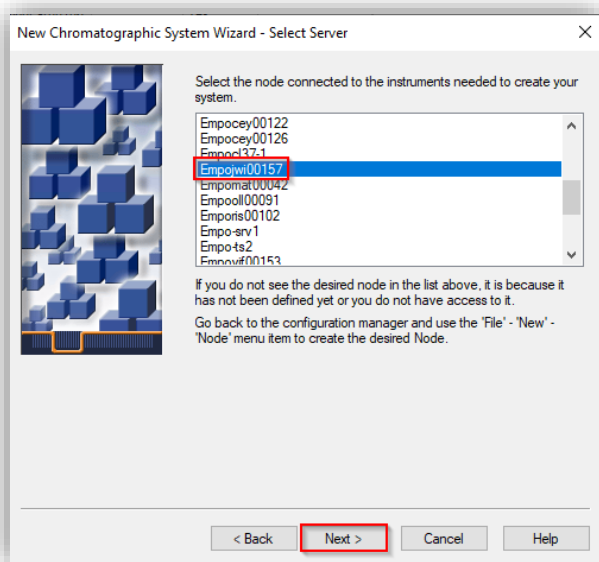 New Chromatographic System Wizard - Select Server
Select the node connected to the instruments needed to create your
system.
Empocey00122
Empocey00126
Empocl37-1
Empojwi00157
Empomat00042
Empooll00091
Emporis00102
Empo-srv1
Empo-ts2
Empovif00153
If you do not see the desired node in the list above, it is because it
has not been defined yet or you do not have access to it.
Go back to the configuration manager and use the 'File' - 'New' -
'Node' menu item to create the desired Node.
< Back
Next >
Cancel
Help